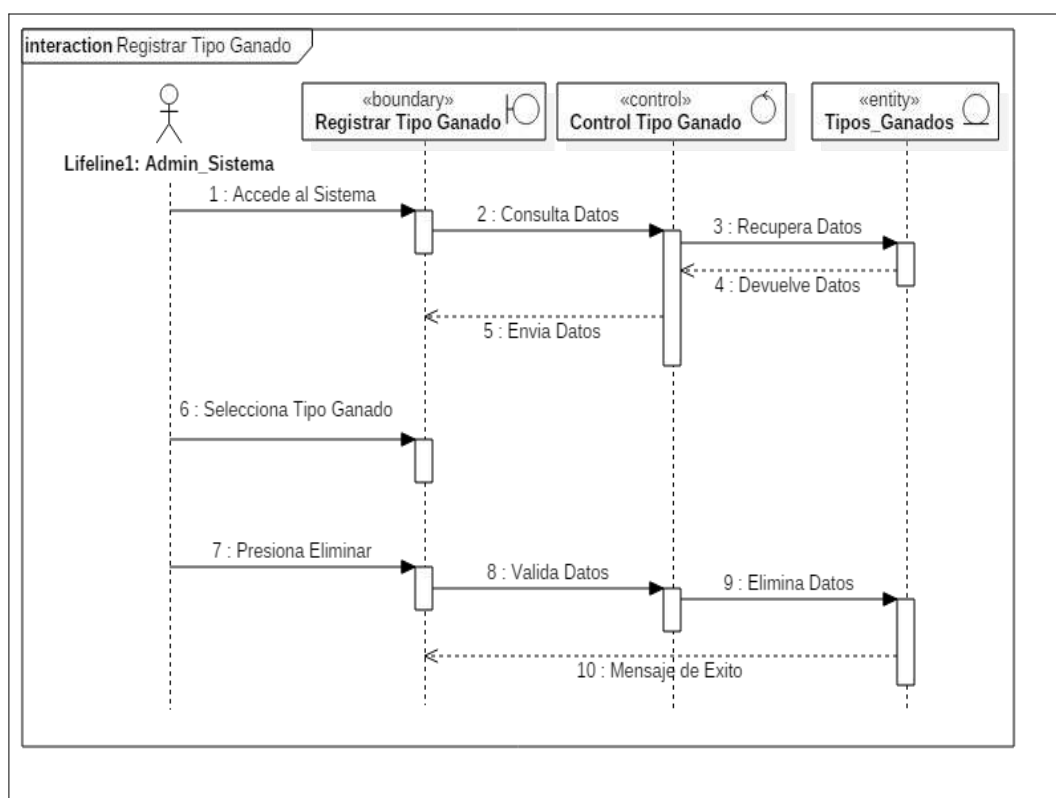 interaction Registrar Tipo Ganado
«boundary»
Registrar Tipo Ganado
«control»
Control Tipo Ganado
«entity»
Tipos_Ganados
Lifeline1: Admin_Sistema
1 : Accede al Sistema
2 : Consulta Datos
3 : Recupera Datos
4 : Devuelve Datos
5 : Envia Datos
6 : Selecciona Tipo Ganado
7 : Presiona Eliminar
8 : Valida Datos
9 : Elimina Datos
10 : Mensaje de Exito